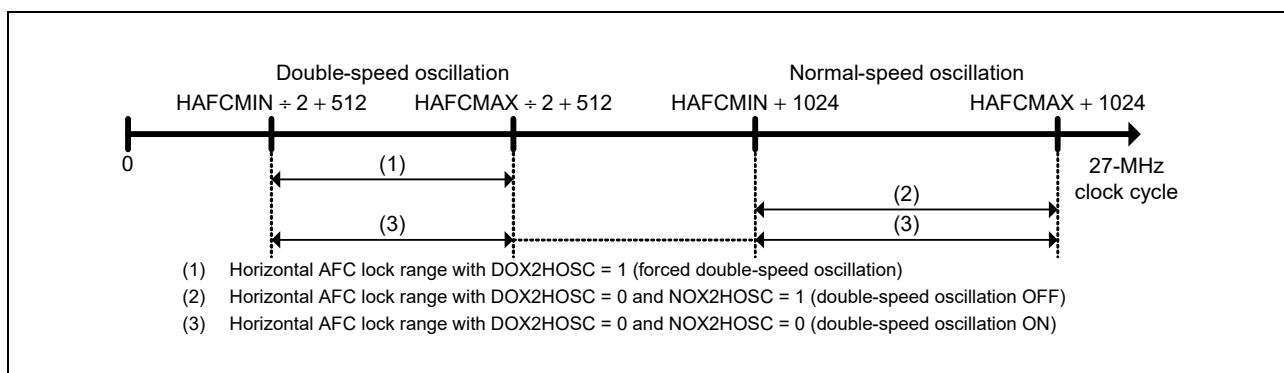 Double-speed oscillation
Normal-speed oscillation
HAFCMIN ÷ 2 + 512
HAFCMAX ÷ 2 + 512
HAFCMIN + 1024
HAFCMAX + 1024
0
27-MHz
clock cycle
(1)
(2)
(3)
(3)
(1) Horizontal AFC lock range with DOX2HOSC = 1 (forced double-speed oscillation)
(2) Horizontal AFC lock range with DOX2HOSC = 0 and NOX2HOSC = 1 (double-speed oscillation OFF)
(3) Horizontal AFC lock range with DOX2HOSC = 0 and NOX2HOSC = 0 (double-speed oscillation ON)